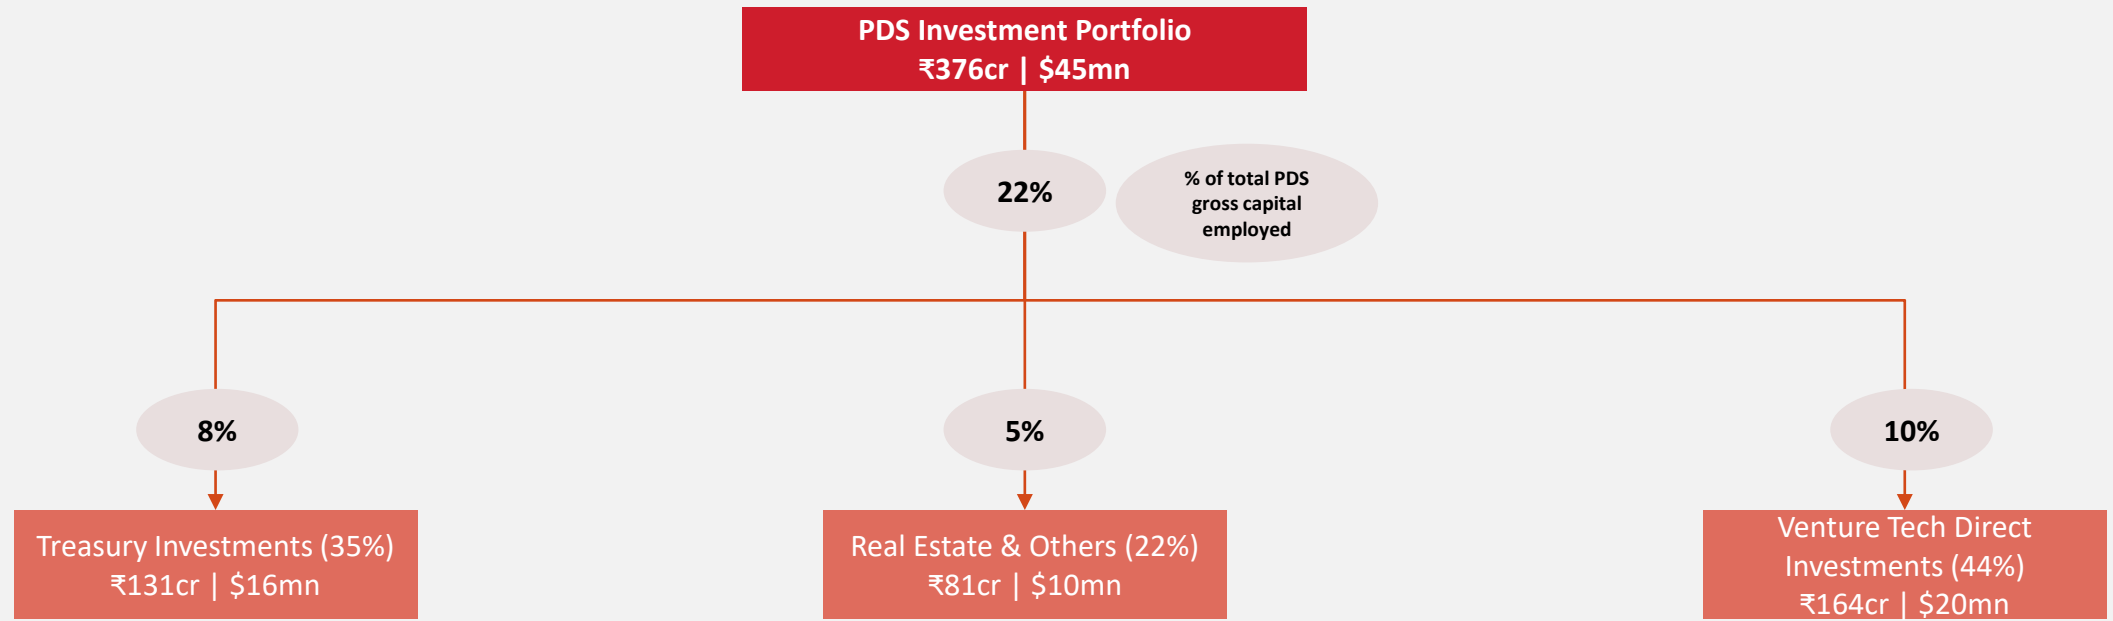 PDS Investment Portfolio
₹376cr | $45mn
22%
% of total PDS
gross capital
employed
8%
5%
10%
Treasury Investments (35%)
₹131cr | $16mn
Real Estate & Others (22%)
₹81cr | $10mn
Venture Tech Direct
Investments (44%)
₹164cr | $20mn